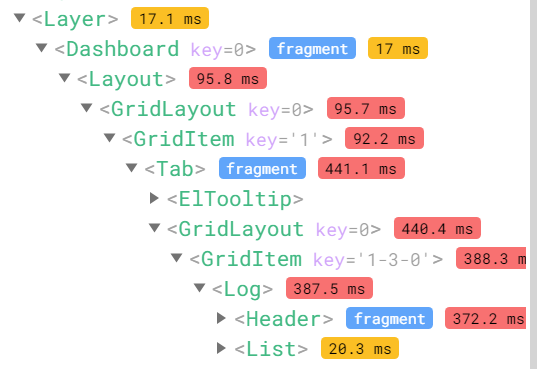 <Layer> 17.1 ms
<Dashboard key=0> fragment 17 ms
<Layout> 95.8 ms
<GridLayout key=0> 95.7 ms
<GridItem key='1'> 92.2 ms
<Tab> fragment 441.1 ms
<ElTooltip>
<GridLayout key=0> 440.4 ms
<GridItem key='1-3-0'> 388.3 m
<Log> 387.5 ms
<Header> fragment 372.2 ms
<List> 20.3 ms